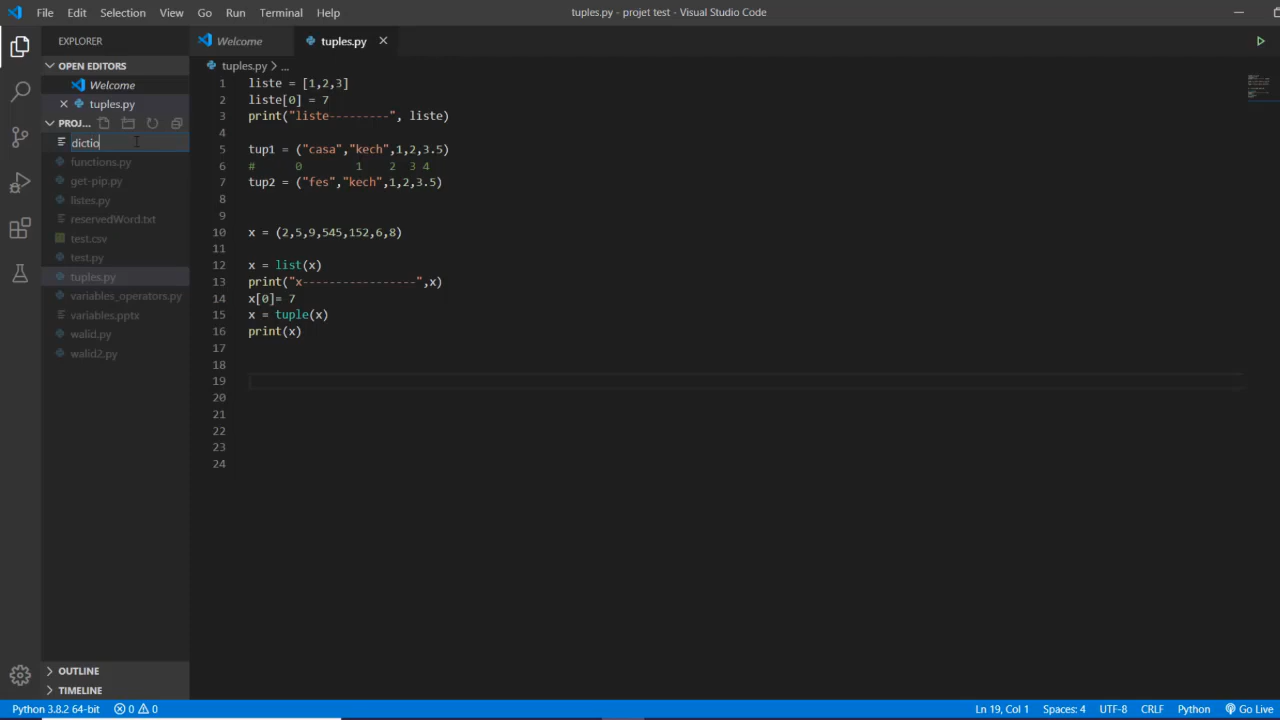 File Edit Selection View Go Run Terminal Help
tuples.py - projet test - Visual Studio Code
EXPLORER
OPEN EDITORS
Welcome
tuples.py
PROJ...
dictio
functions.py
get-pip.py
listes.py
reservedWord.txt
test.csv
test.py
tuples.py
variables_operators.py
variables.pptx
walid.py
walid2.py
OUTLINE
TIMELINE
Welcome
tuples.py
tuples.py > ...
1 liste = [1,2,3]
2 liste[0] = 7
3 print("liste---------", liste)
4
5 tup1 = ("casa","kech",1,2,3.5)
6 # 0 1 2 3 4
7 tup2 = ("fes","kech",1,2,3.5)
8
9
10 x = (2,5,9,545,152,6,8)
11
12 x = list(x)
13 print("x-----------------",x)
14 x[0]= 7
15 x = tuple(x)
16 print(x)
17
18
19
20
21
22
23
24
Python 3.8.2 64-bit 0 0
Ln 19, Col 1 Spaces: 4 UTF-8 CRLF Python Go Live